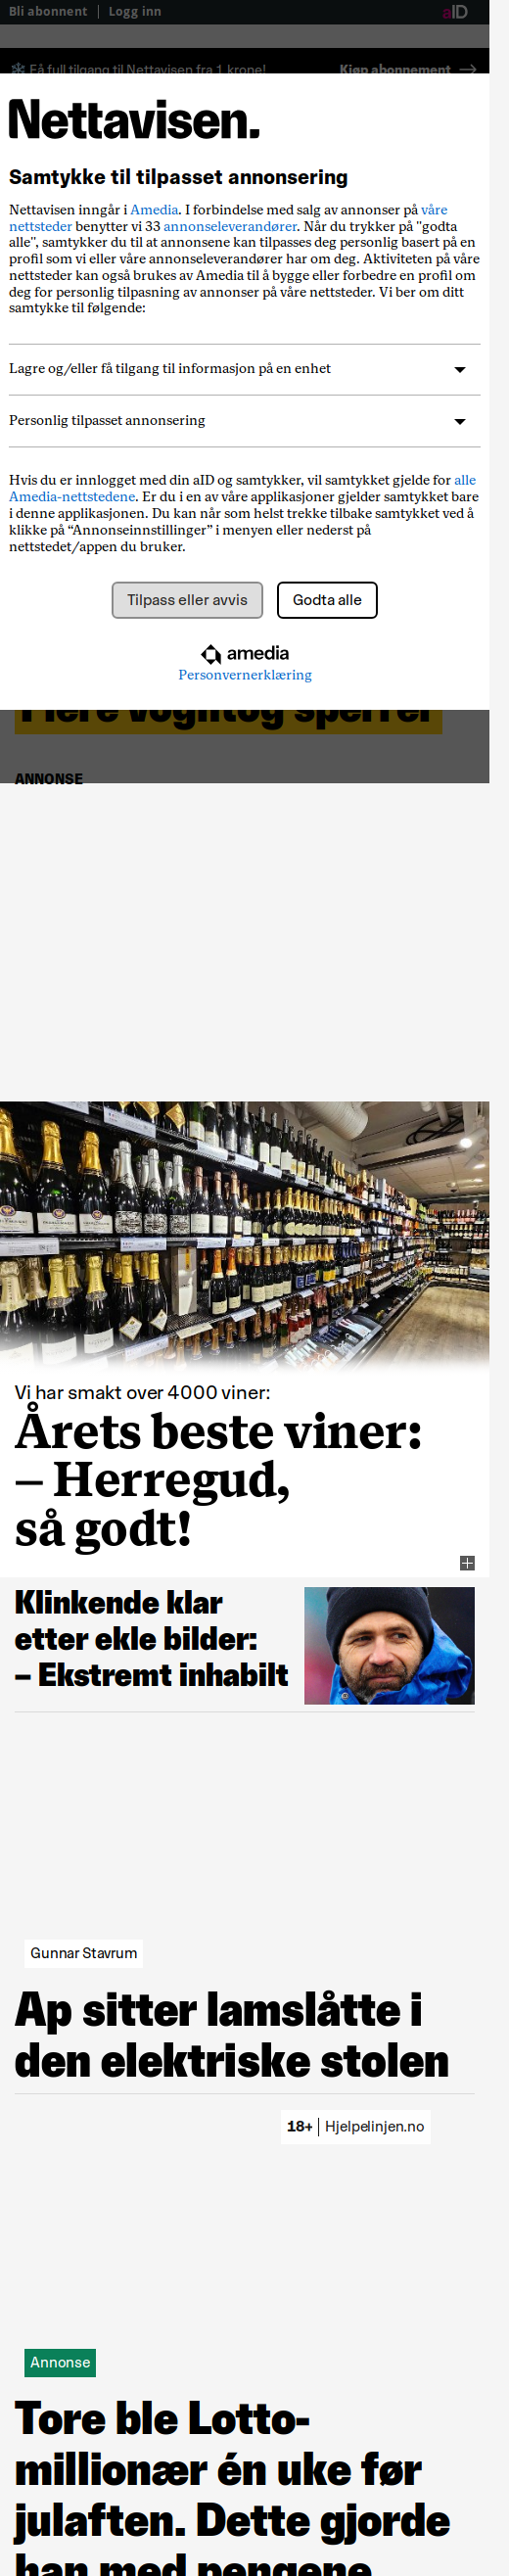 Bli abonnent | Logg inn
aID
Få full tilgang til Nettavisen fra 1 krone!
Kjøp abonnement →
Nettavisen.
Samtykke til tilpasset annonsering
Nettavisen inngår i Amedia. I forbindelse med salg av annonser på våre
nettsteder benytter vi 33 annonseleverandører. Når du trykker på "godta
alle", samtykker du til at annonsene kan tilpasses deg personlig basert på en
profil som vi eller våre annonseleverandører har om deg. Aktiviteten på våre
nettsteder kan også brukes av Amedia til å bygge eller forbedre en profil om
deg for personlig tilpasning av annonser på våre nettsteder. Vi ber om ditt
samtykke til følgende:
Lagre og/eller få tilgang til informasjon på en enhet
Personlig tilpasset annonsering
Hvis du er innlogget med din aID og samtykker, vil samtykket gjelde for alle
Amedia-nettstedene. Er du i en av våre applikasjoner gjelder samtykket bare
i denne applikasjonen. Du kan når som helst trekke tilbake samtykket ved å
klikke på “Annonseinnstillinger” i menyen eller nederst på
nettstedet/appen du bruker.
Tilpass eller avvis
Godta alle
amedia
Personvernerklæring
Flere vogntog sperrer
ANNONSE
Vi har smakt over 4000 viner:
Årets beste viner:
– Herregud,
så godt!
Klinkende klar
etter ekle bilder:
– Ekstremt inhabilt
Gunnar Stavrum
Ap sitter lamslåtte i
den elektriske stolen
18+ | Hjelpelinjen.no
Annonse
Tore ble Lotto-
millionær én uke før
julaften. Dette gjorde
han med pengene